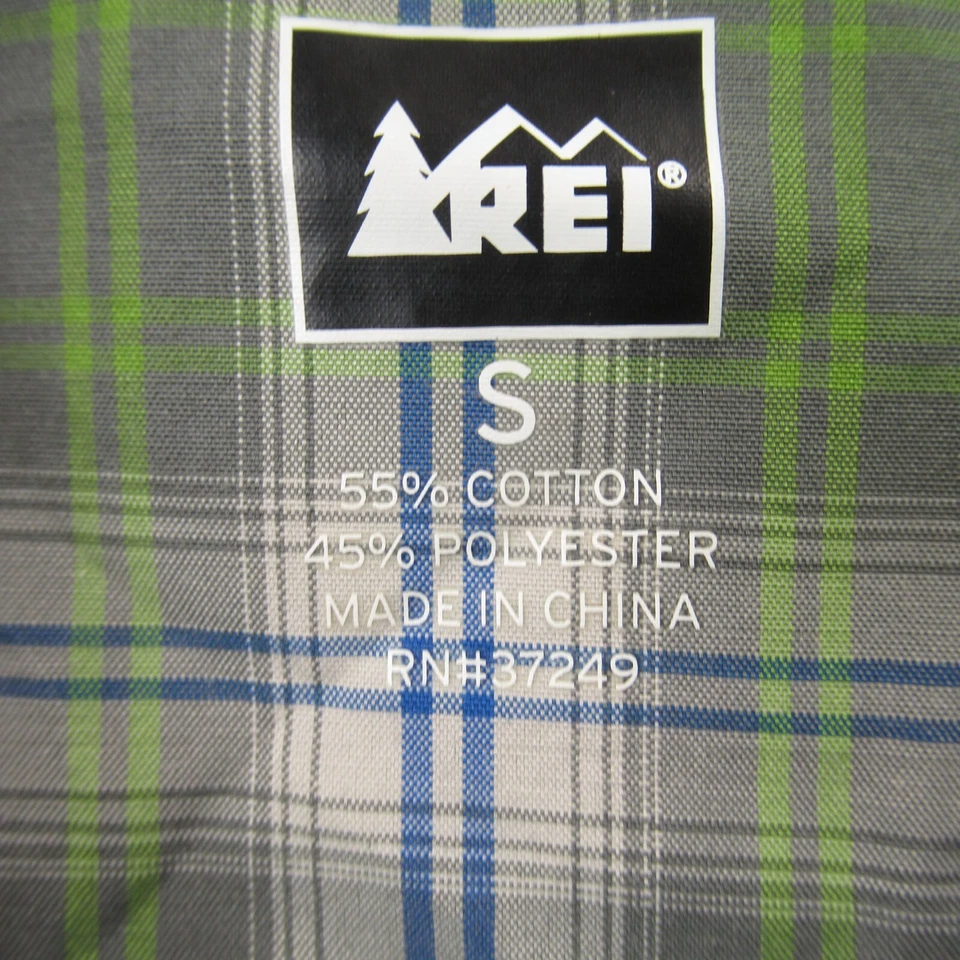 REI®
S
55% COTTON
45% POLYESTER
MADE IN CHINA
RN#37249